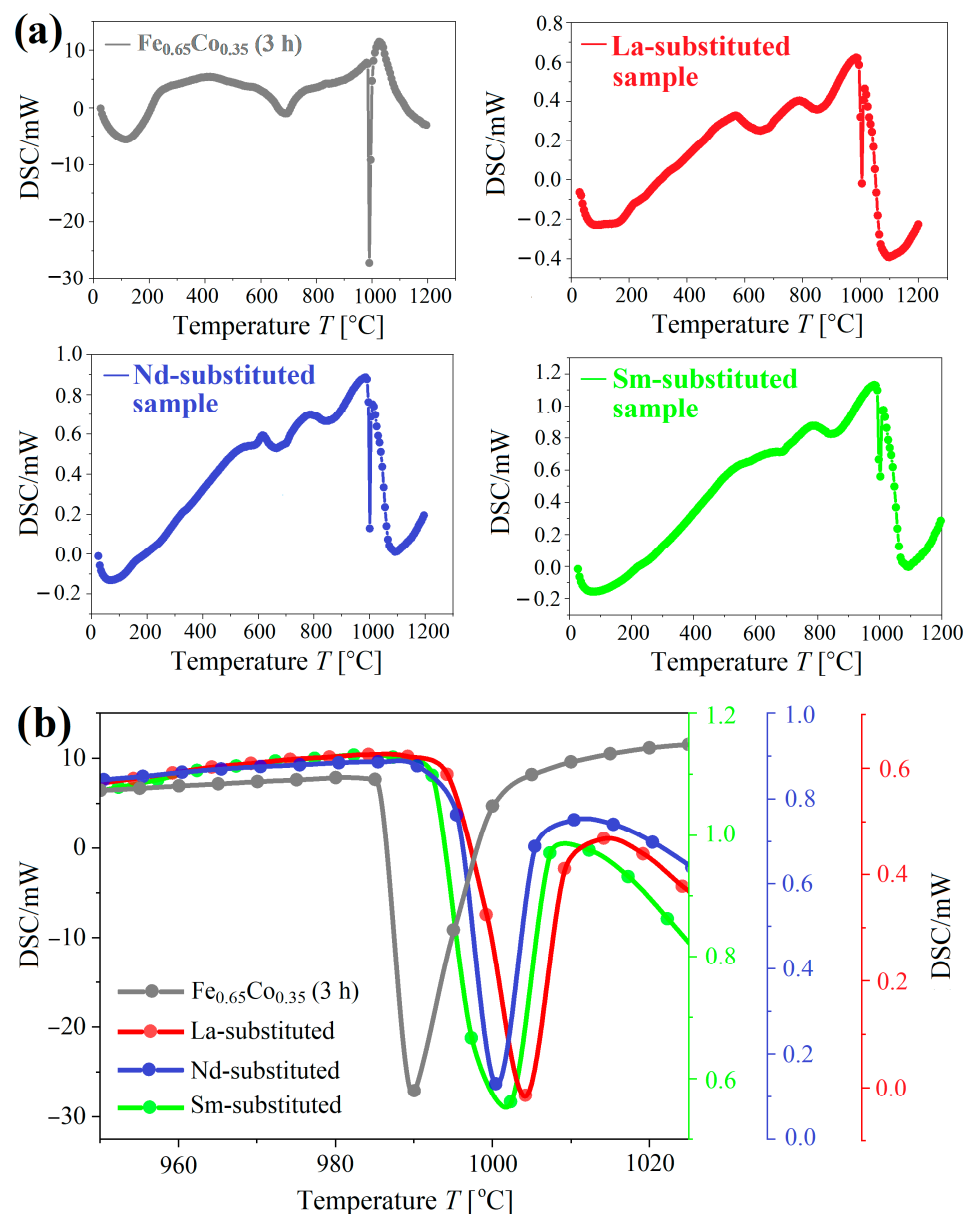 (a)
Fe0.65Co0.35 (3 h)
10
0
−10
−20
−30
DSC/mW
0 200 400 600 800 1000 1200
Temperature T [°C]
La-substituted
sample
0.8
0.6
0.4
0.2
0.0
−0.2
−0.4
DSC/mW
0 200 400 600 800 1000 1200
Temperature T [°C]
Nd-substituted
sample
1.0
0.8
0.6
0.4
0.2
0.0
−0.2
DSC/mW
0 200 400 600 800 1000 1200
Temperature T [°C]
Sm-substituted
sample
1.2
1.0
0.8
0.6
0.4
0.2
0.0
−0.2
DSC/mW
0 200 400 600 800 1000 1200
Temperature T [°C]
(b)
10
0
−10
−20
−30
DSC/mW
Fe0.65Co0.35 (3 h)
La-substituted
Nd-substituted
Sm-substituted
960 980 1000 1020
Temperature T [°C]
1.2
1.0
0.8
0.6
DSC/mW
1.0
0.8
0.6
0.4
0.2
0.0
0.6
0.4
0.2
0.0
DSC/mW